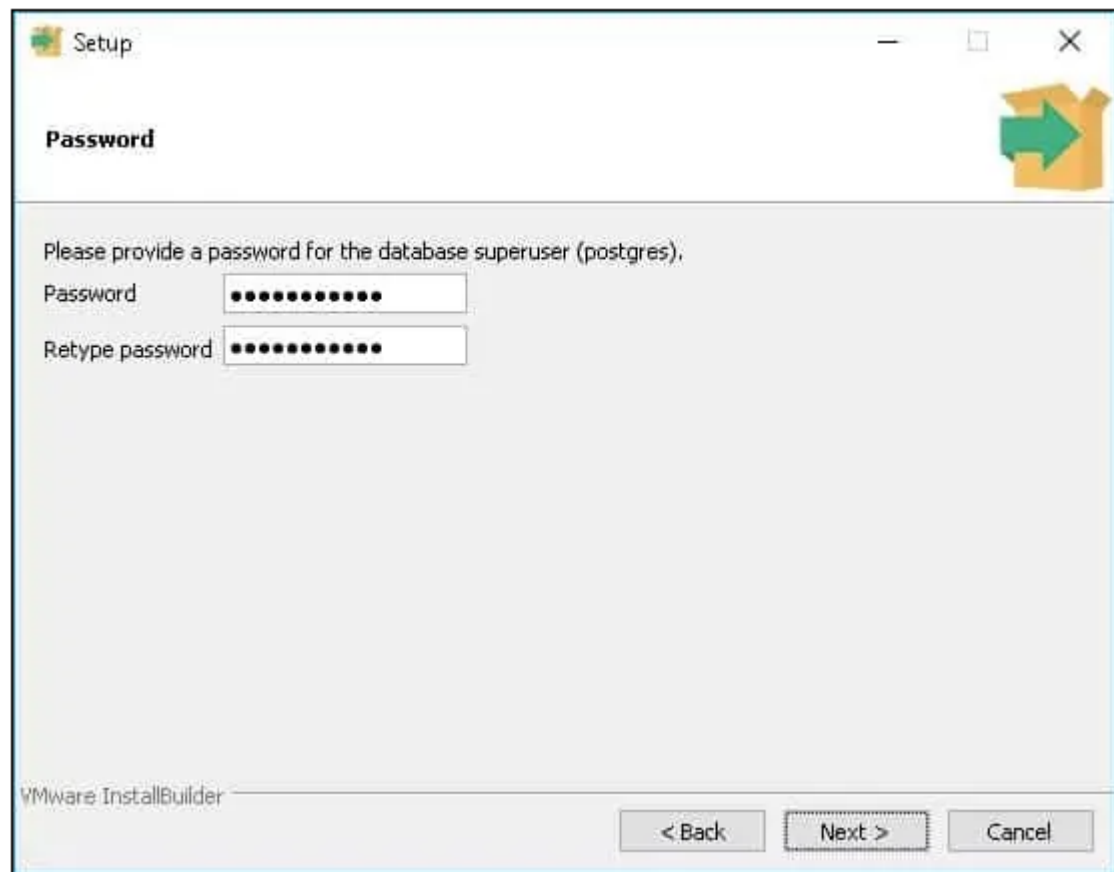 Setup
Password
Please provide a password for the database superuser (postgres).
Password •••••••••••
Retype password •••••••••••
VMware InstallBuilder
< Back Next > Cancel